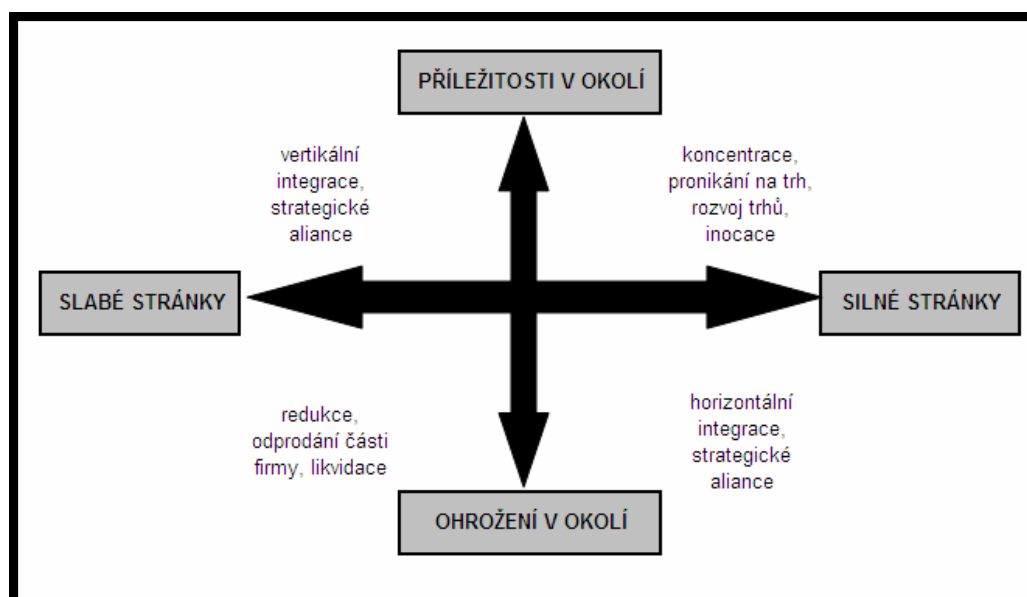 PŘÍLEŽITOSTI V OKOLÍ
vertikální
integrace,
strategické
aliance
koncentrace,
pronikání na trh,
rozvoj trhů,
inocace
SLABÉ STRÁNKY
SILNÉ STRÁNKY
redukce,
odprodání části
firmy, likvidace
horizontální
integrace,
strategické
aliance
OHROŽENÍ V OKOLÍ